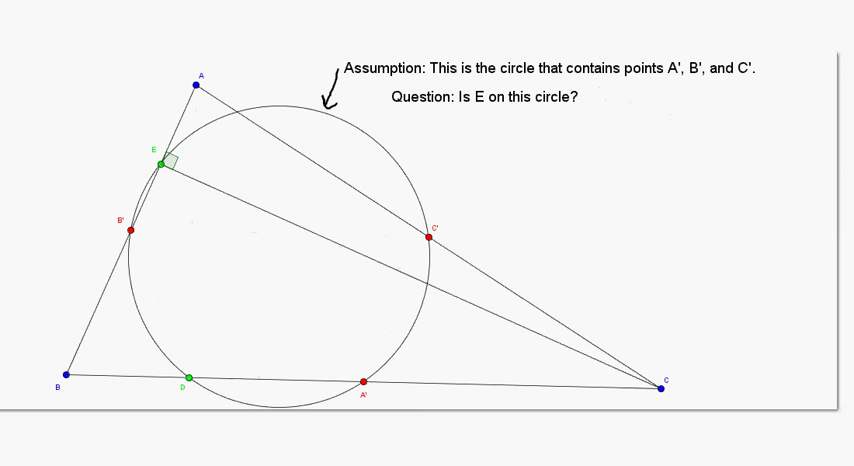 Assumption: This is the circle that contains points A', B', and C'.
Question: Is E on this circle?
A
E
B'
C'
B
D
A'
C